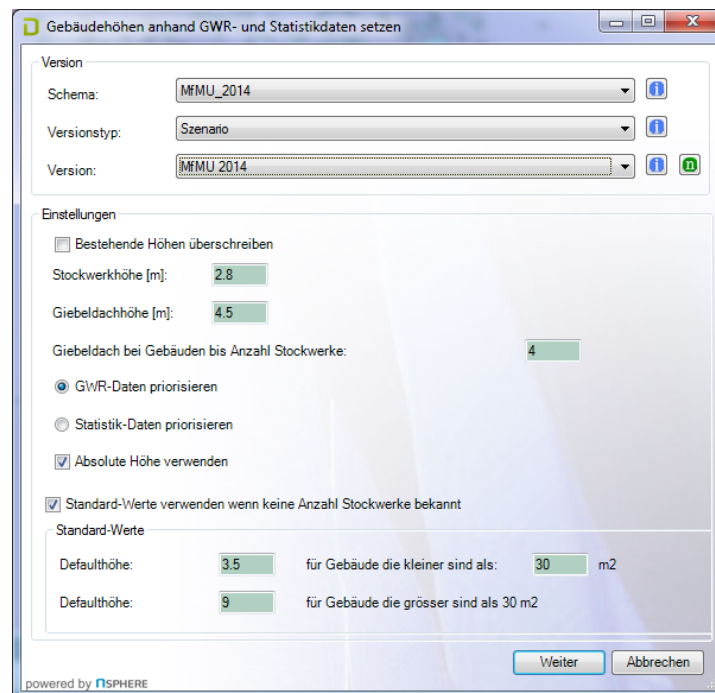 Gebäudehöhen anhand GWR- und Statistikdaten setzen
Version
Schema: MfMU_2014
Versionstyp: Szenario
Version: MfMU 2014
Einstellungen
Bestehende Höhen überschreiben
Stockwerkhöhe [m]: 2.8
Giebeldachhöhe [m]: 4.5
Giebeldach bei Gebäuden bis Anzahl Stockwerke: 4
GWR-Daten priorisieren
Statistik-Daten priorisieren
Absolute Höhe verwenden
Standard-Werte verwenden wenn keine Anzahl Stockwerke bekannt
Standard-Werte
Defaulthöhe: 3.5 für Gebäude die kleiner sind als: 30 m2
Defaulthöhe: 9 für Gebäude die grösser sind als 30 m2
Weiter Abbrechen
powered by nSPHERE